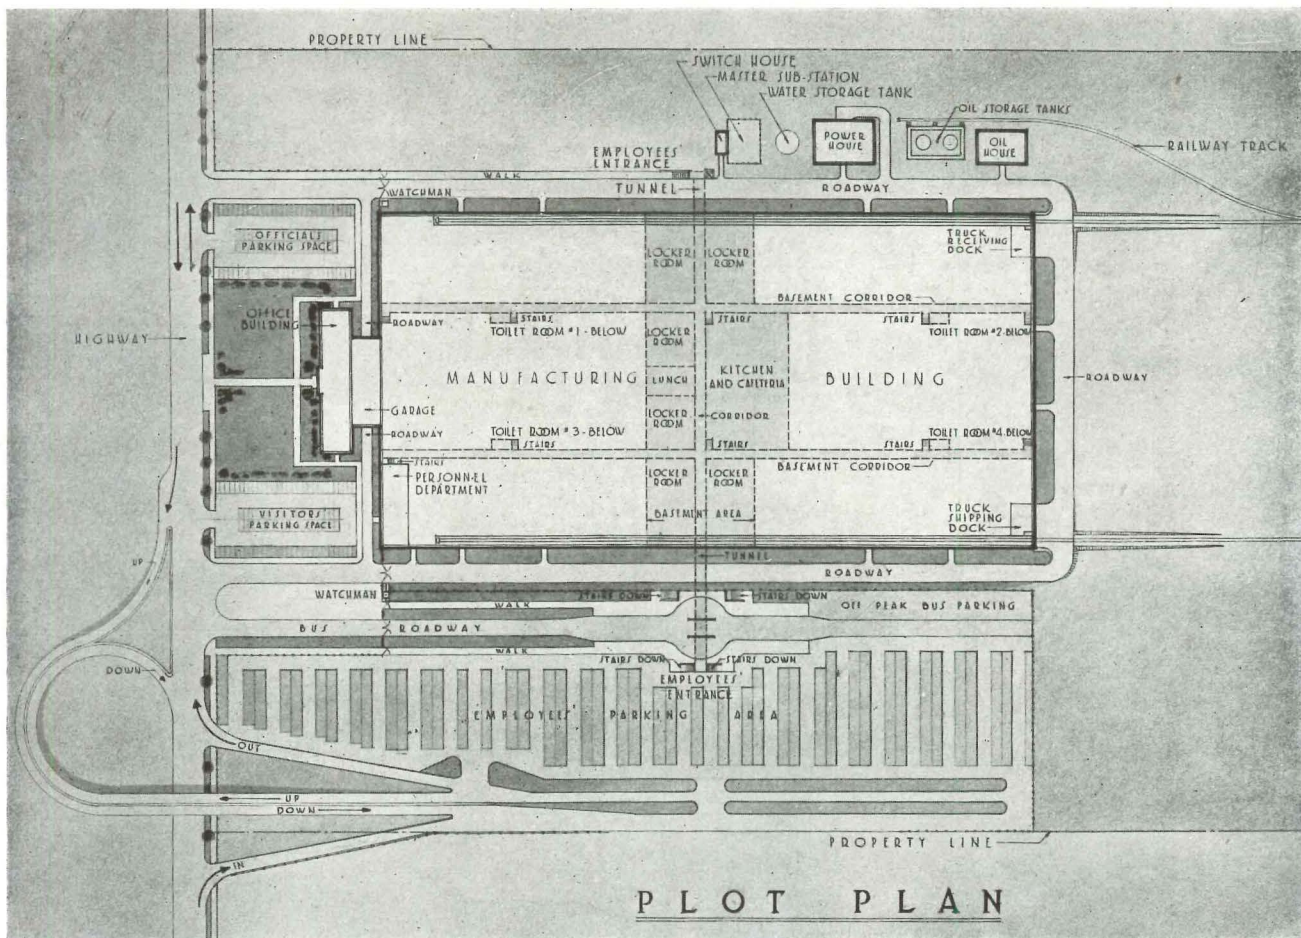 PROPERTY LINE
SWITCH HOUSE
MASTER SUB-STATION
WATER STORAGE TANK
OIL STORAGE TANKS
POWER
HOUSE
OIL
HOUSE
RAILWAY TRACK
EMPLOYEES'
ENTRANCE
WALK
TUNNEL
ROADWAY
WATCHMAN
OFFICIALS
PARKING SPACE
LOCKER
ROOM
LOCKER
ROOM
TRUCK
RECEIVING
DOCK
BASEMENT CORRIDOR
OFFICE
BUILDING
ROADWAY
STAIRS
TOILET ROOM #1-BELOW
STAIRS
STAIRS
TOILET ROOM #2-BELOW
HIGHWAY
LOCKER
ROOM
MANUFACTURING
LUNCH
KITCHEN
AND CAFETERIA
BUILDING
ROADWAY
GARAGE
LOCKER
ROOM
CORRIDOR
ROADWAY
TOILET ROOM #3-BELOW
STAIRS
STAIRS
STAIRS
TOILET ROOM #4-BELOW
STAIRS
PERSONNEL
DEPARTMENT
LOCKER
ROOM
LOCKER
ROOM
BASEMENT CORRIDOR
VISITORS'
PARKING SPACE
BASEMENT AREA
TRUCK
SHIPPING
DOCK
UP
TUNNEL
ROADWAY
WATCHMAN
STAIRS DOWN
STAIRS DOWN
WALK
OFF PEAK BUS PARKING
BUS ROADWAY
WALK
STAIRS DOWN
STAIRS DOWN
DOWN
EMPLOYEES'
ENTRANCE
EMPLOYEES' PARKING AREA
OUT
UP
DOWN
PROPERTY LINE
IN
PLOT PLAN